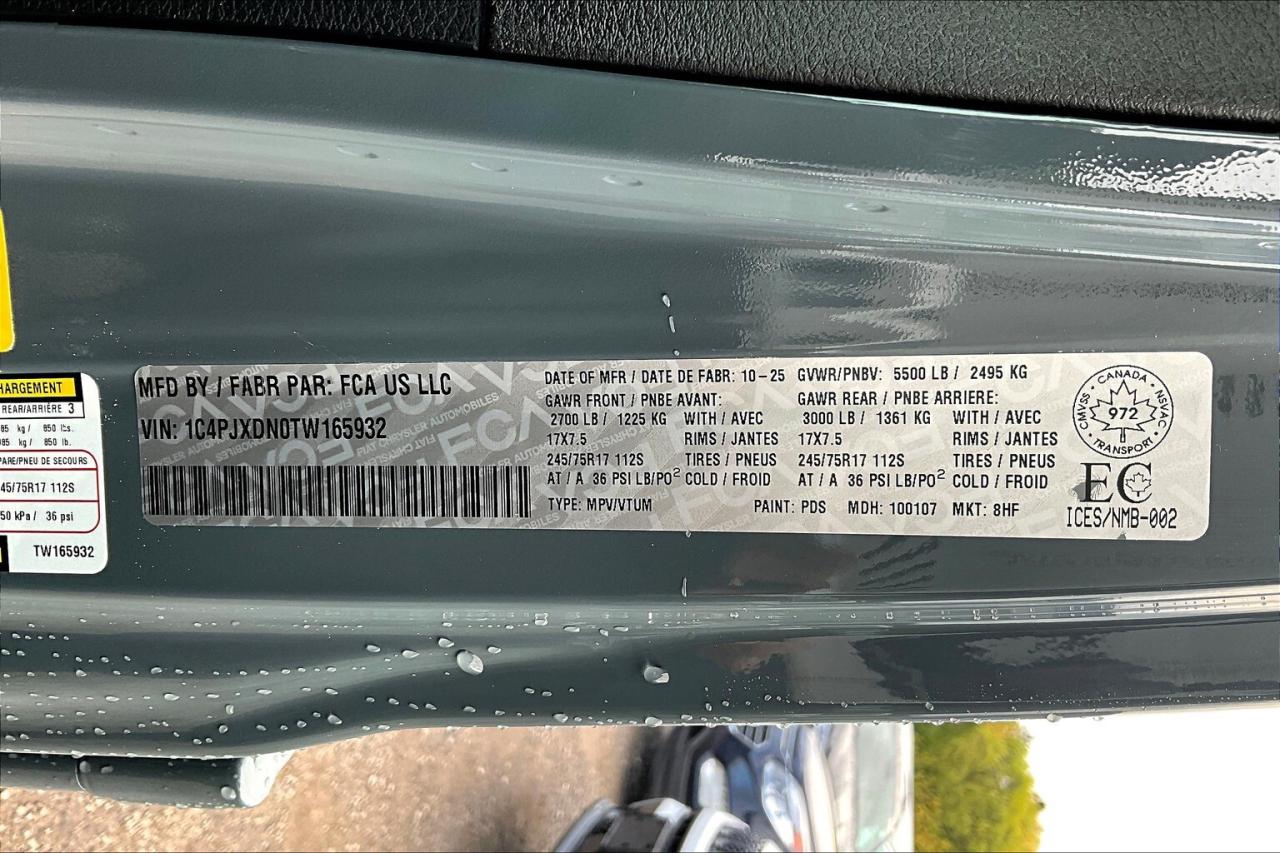 HARGEMENT
REAR/ARRIÈRE 3
85 kg / 850 lbs.
85 kg / 850 lb.
PARE/PNEU DE SECOURS
45/75R17 112S
50 kPa / 36 psi
TW165932
MFD BY / FABR PAR: FCA US LLC
VIN: 1C4PJXDN0TW165932
DATE OF MFR / DATE DE FABR: 10-25 GVWR/PNBV: 5500 LB / 2495 KG
GAWR FRONT / PNBE AVANT: GAWR REAR / PNBE ARRIERE:
2700 LB / 1225 KG WITH / AVEC 3000 LB / 1361 KG WITH / AVEC
17X7.5 RIMS / JANTES 17X7.5 RIMS / JANTES
245/75R17 112S TIRES / PNEUS 245/75R17 112S TIRES / PNEUS
AT / A 36 PSI LB/PO² COLD / FROID AT / A 36 PSI LB/PO² COLD / FROID
TYPE: MPV/VTUM PAINT: PDS MDH: 100107 MKT: 8HF
CANADA
CMVSS 972 NSVAC
TRANSPORT
EC
ICES/NMB-002